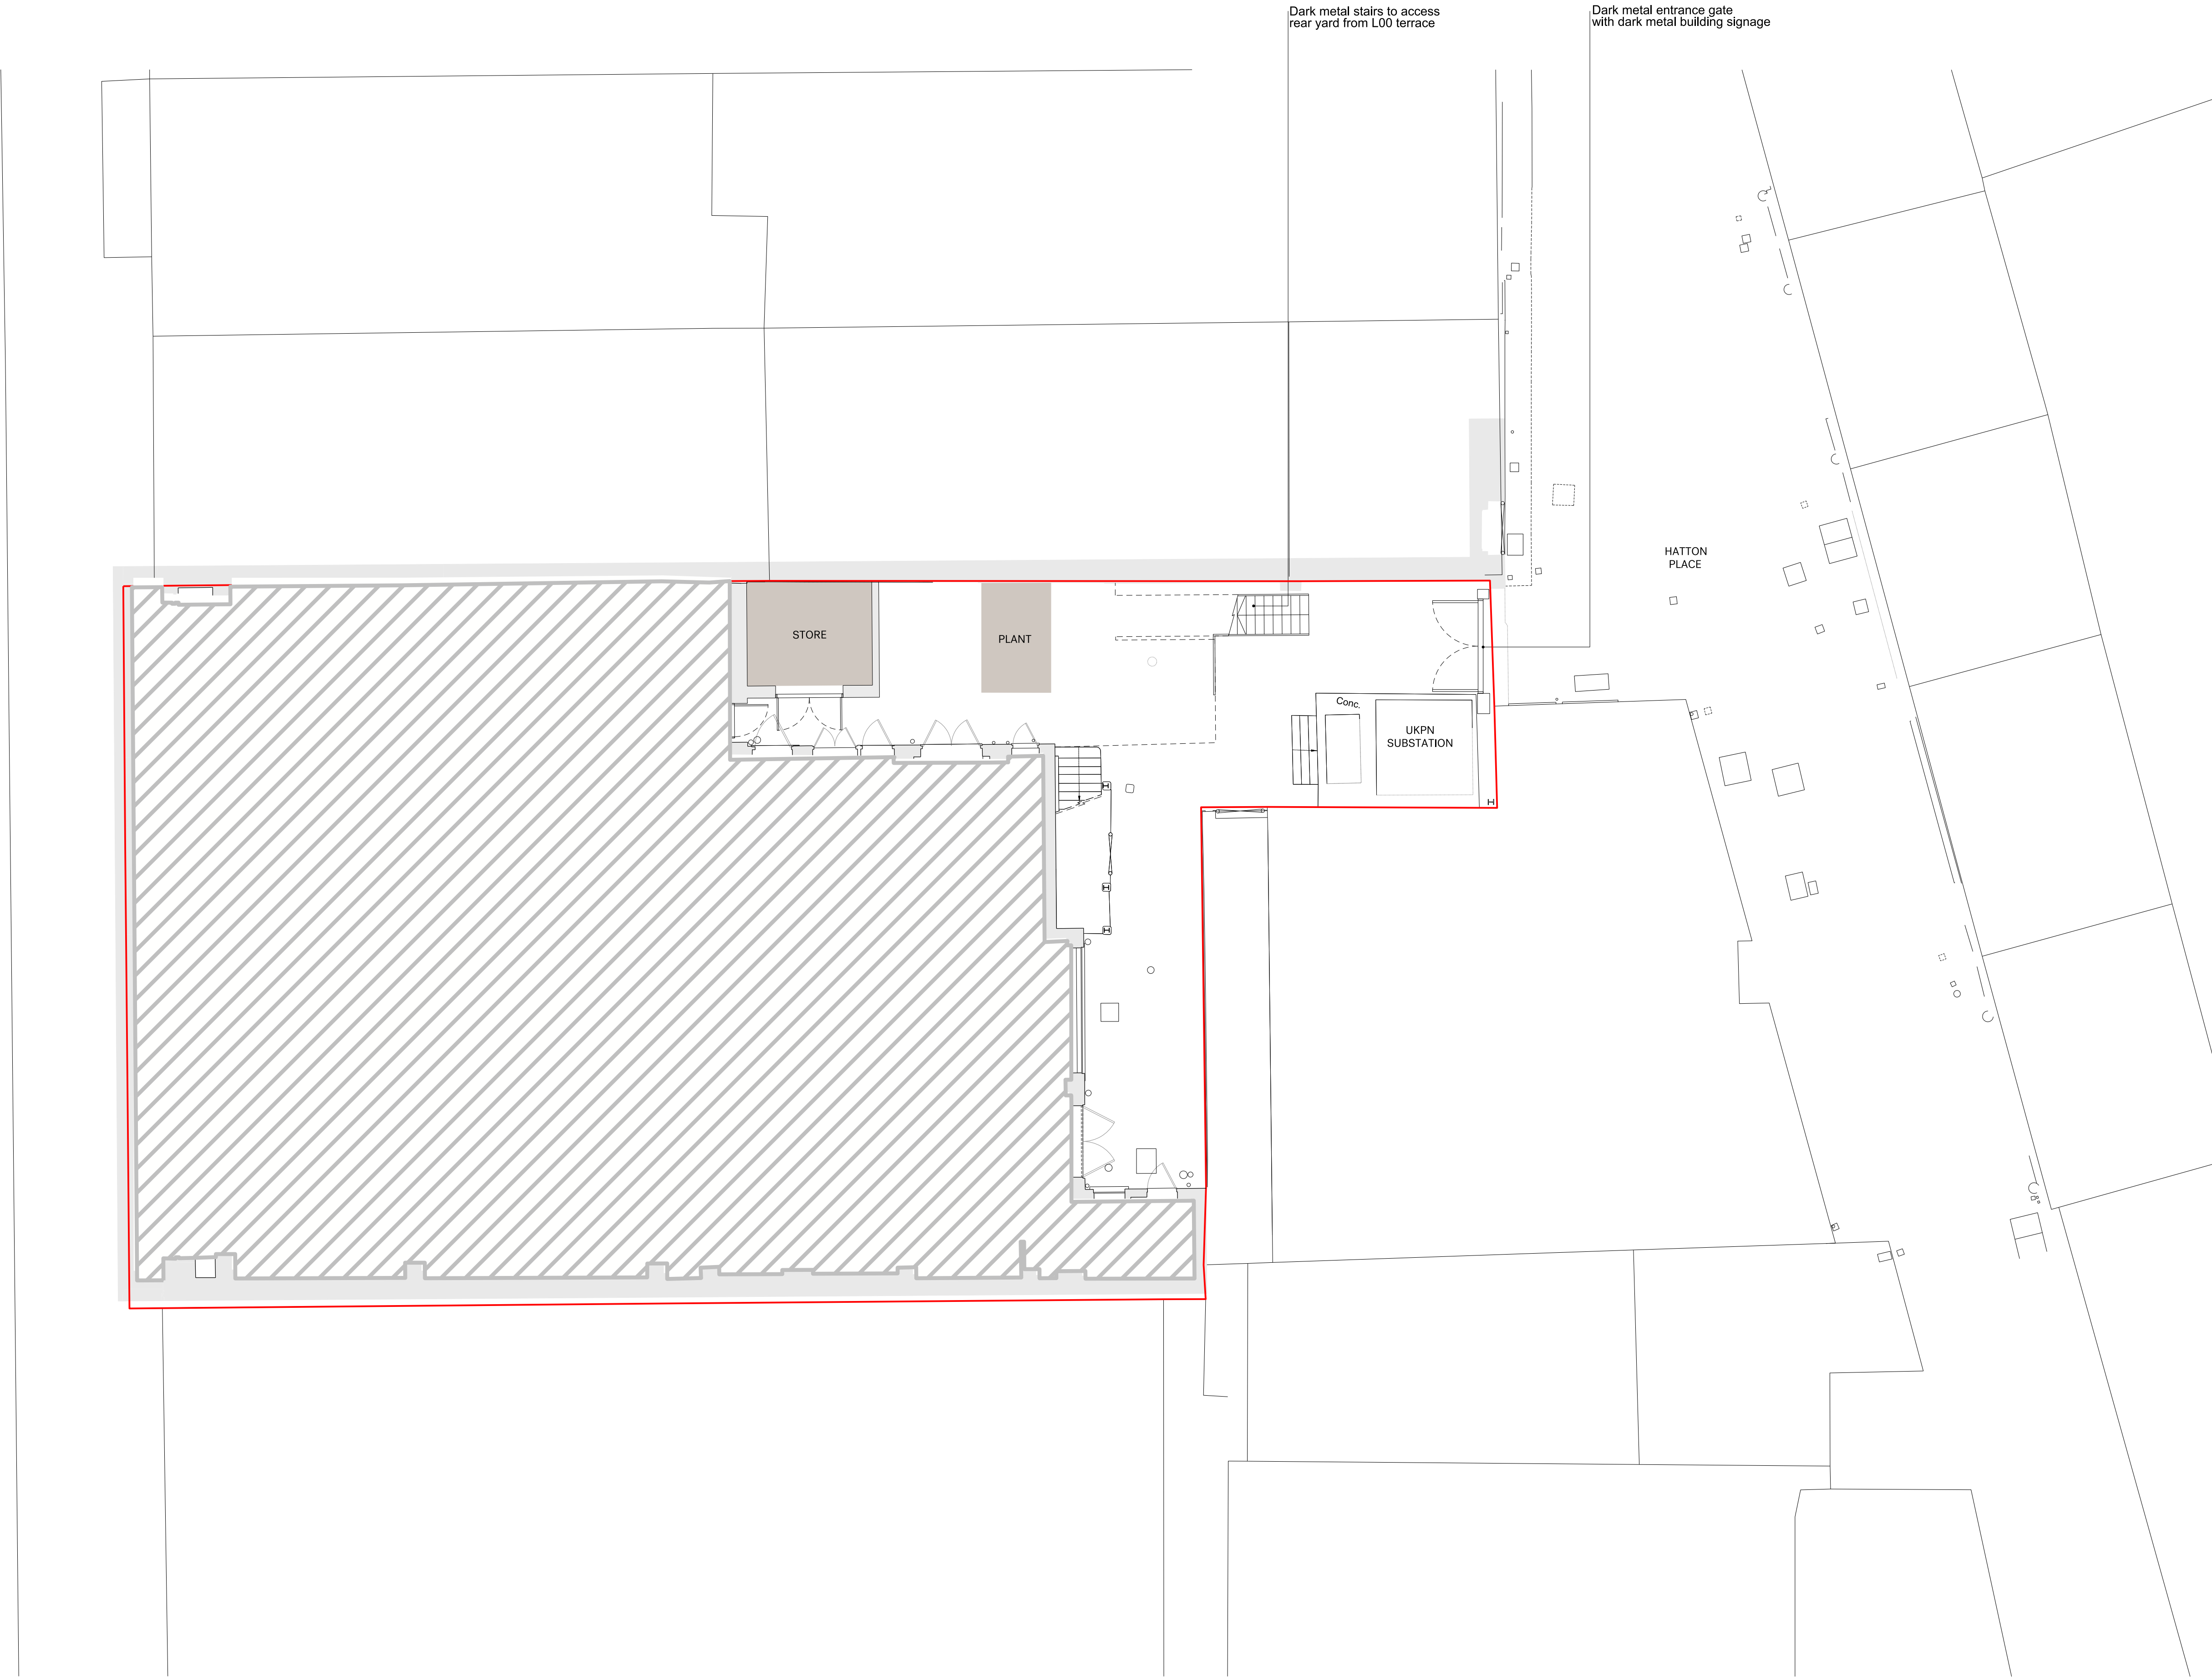 Dark metal stairs to access
rear yard from L00 terrace
Dark metal entrance gate
with dark metal building signage
HATTON
PLACE
STORE
PLANT
Conc.
UKPN
SUBSTATION